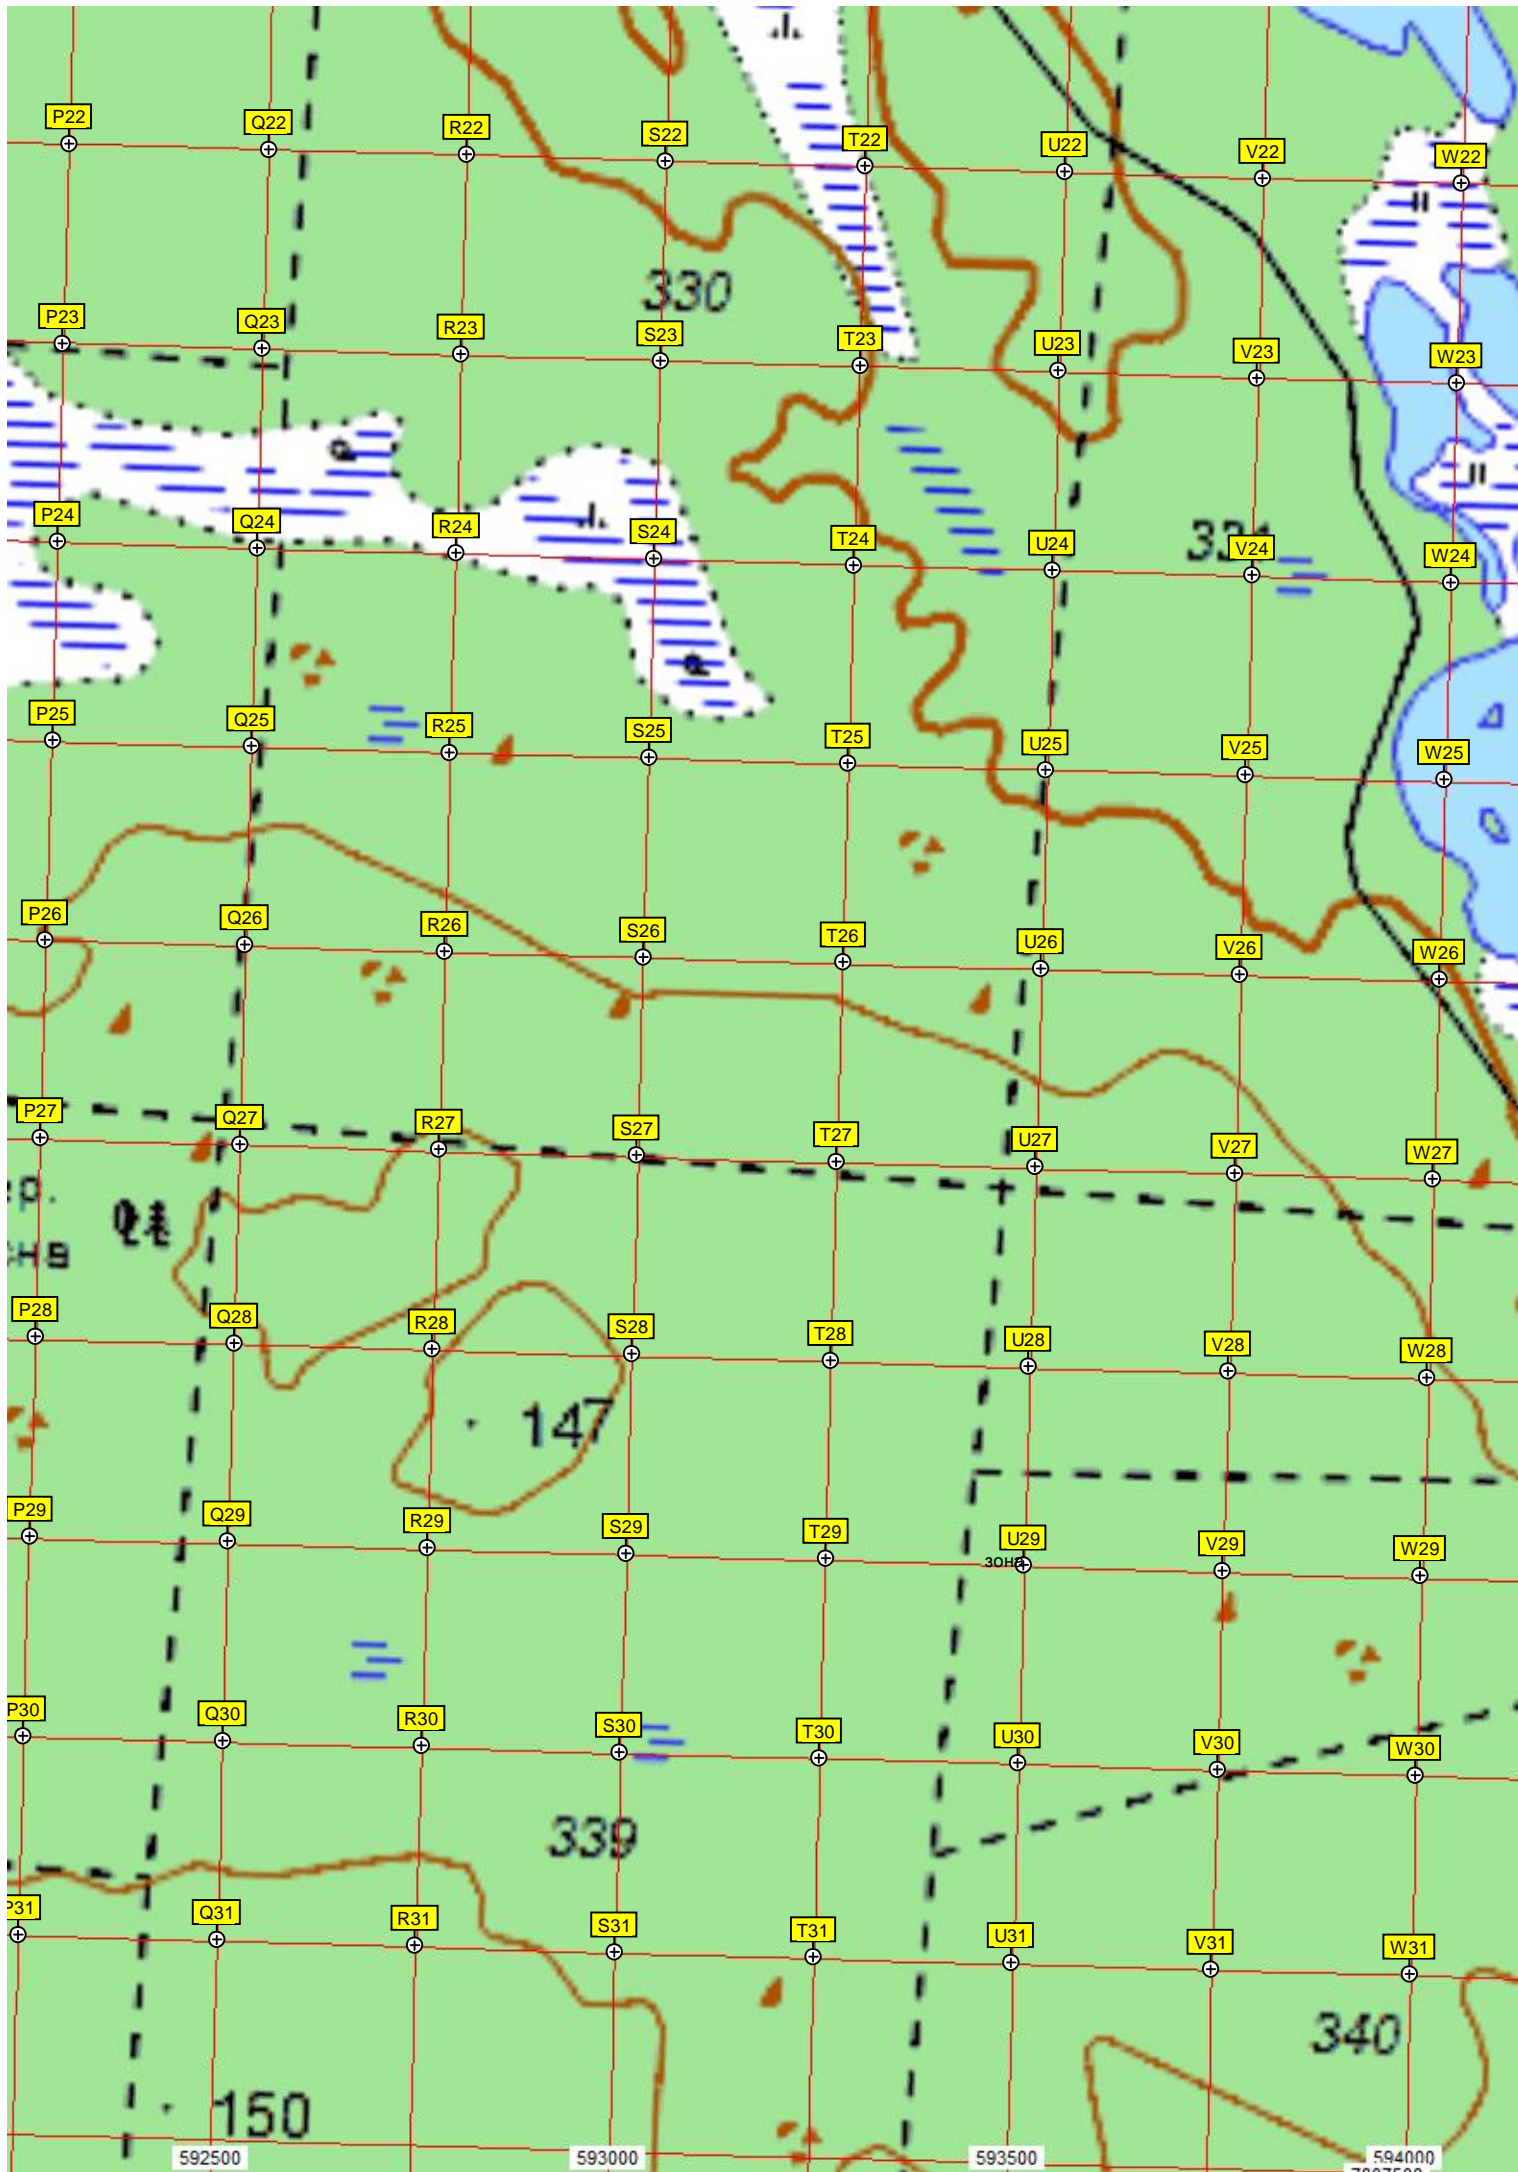 P22 Q22 R22 S22 T22 U22 V22 W22
330
P23 Q23 R23 S23 T23 U23 V23 W23
P24 Q24 R24 S24 T24 U24 V24 W24
P25 Q25 R25 S25 T25 U25 V25 W25
P26 Q26 R26 S26 T26 U26 V26 W26
P27 Q27 R27 S27 T27 U27 V27 W27
P28 Q28 R28 S28 T28 U28 V28 W28
147
P29 Q29 R29 S29 T29 U29 V29 W29
зона
P30 Q30 R30 S30 T30 U30 V30 W30
339
P31 Q31 R31 S31 T31 U31 V31 W31
340
150
592500 593000 593500 594000